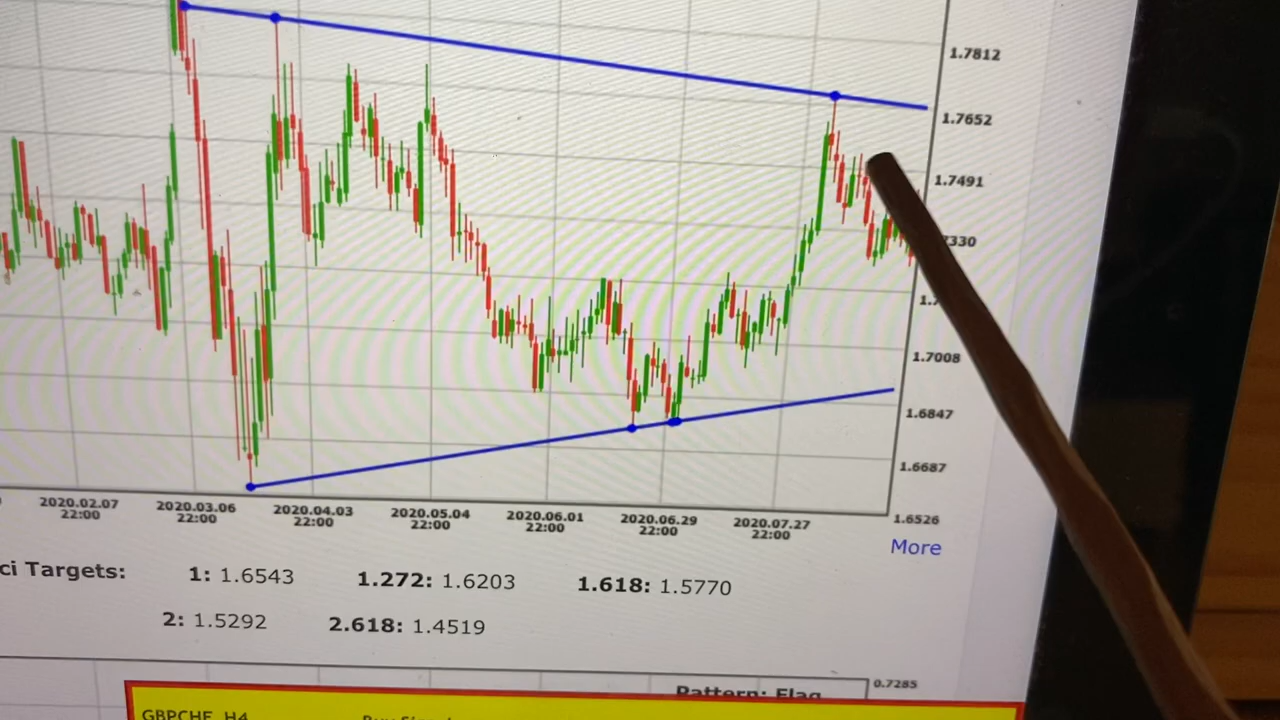 1.7812
1.7652
1.7491
7330
1.7008
1.6847
1.6687
1.6526
2020.02.07 2020.03.06 2020.04.03 2020.05.04 2020.06.01 2020.06.29 2020.07.27
22:00 22:00 22:00 22:00 22:00 22:00 22:00
More
ci Targets: 1: 1.6543 1.272: 1.6203 1.618: 1.5770
2: 1.5292 2.618: 1.4519
0.7285
Pattern: Flag
GBPCHF, H4